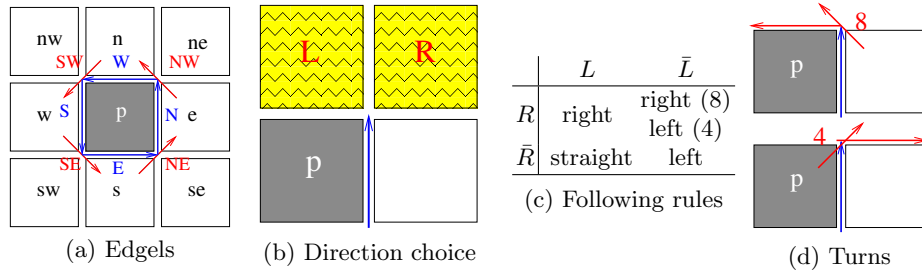 nw n ne
SW W NW
w S p N e
SE E NE
sw s se
(a) Edgels
L R
p
(b) Direction choice
L L̄
R right right (8)
left (4)
R̄ straight left
(c) Following rules
8
p
4
p
(d) Turns